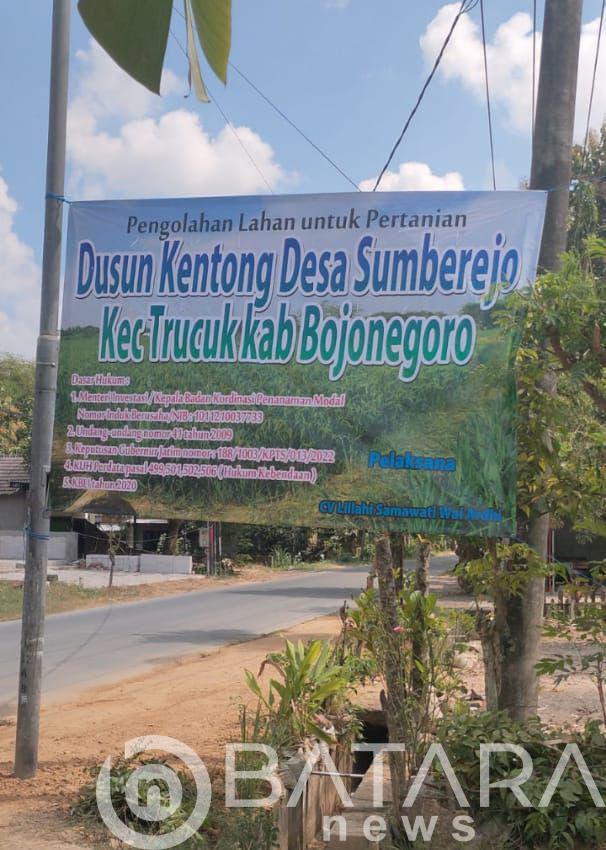 Pengolahan Lahan untuk Pertanian
Dusun Kentong Desa Sumberejo
Kec Trucuk kab Bojonegoro
Dasar Hukum :
1. Menteri Investasi / Kepala Badan Kordinasi Penanaman Modal
Nomor Induk Berusaha/NIB : 1011210037733
2. Undang-undang nomor 41 tahun 2009
3. Keputusan Gubernur Jatim nomor : 188/1003/KPTS/013/2022
4. KUH Perdata pasal 499,501,502,506 (Hukum Kebendaan)
5. KBLI tahun 2020
Pelaksana
CV Lillahi Samawati Wal Ardhi
BATARA
news